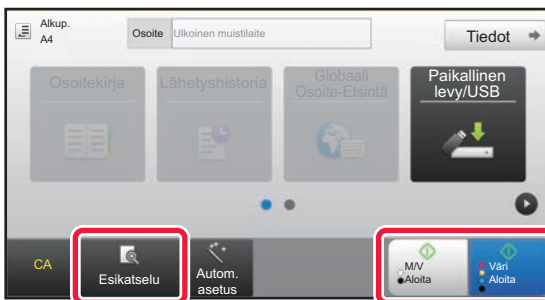 Alkup.
A4
Osoite
Ulkoinen muistilaite
Tiedot
Osoitekirja
Lähetyshistoria
Globaali
Osoite-Etsintä
Paikallinen
levy/USB
CA
Esikatselu
Autom.
asetus
M/V
Aloita
Väri
Aloita